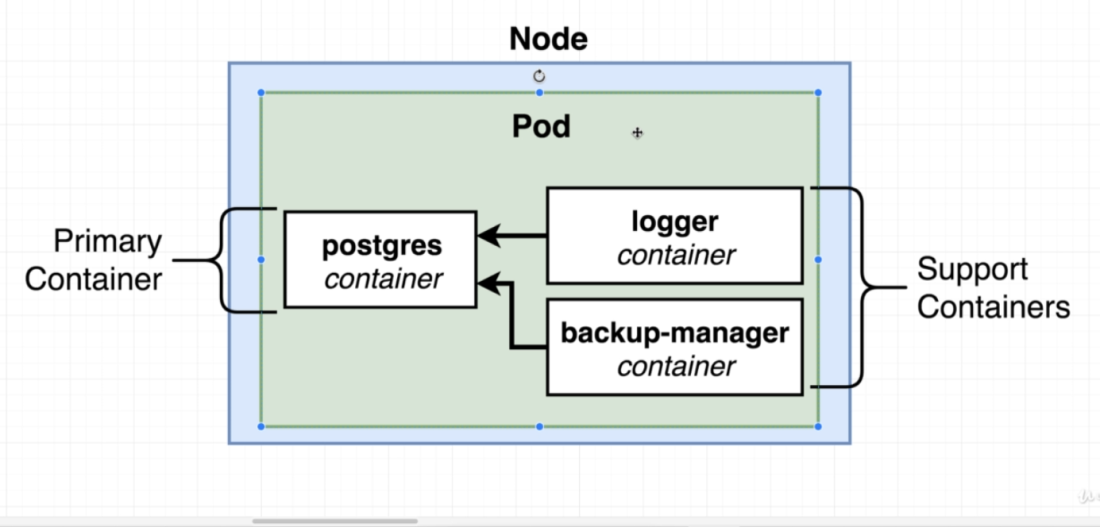 Node
Pod
Primary
Container
postgres
container
logger
container
backup-manager
container
Support
Containers